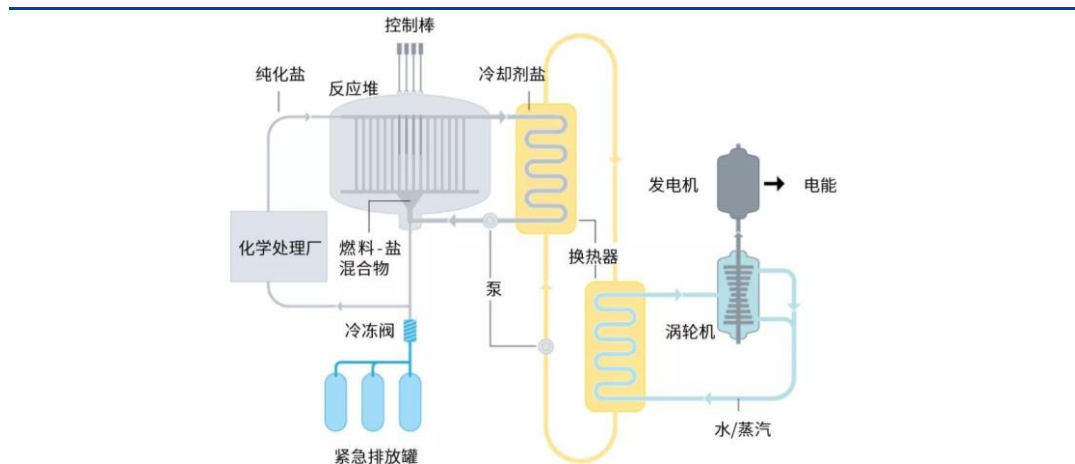 控制棒
纯化盐
反应堆
冷却剂盐
发电机
电能
化学处理厂
燃料-盐
混合物
换热器
泵
冷冻阀
涡轮机
水/蒸汽
紧急排放罐